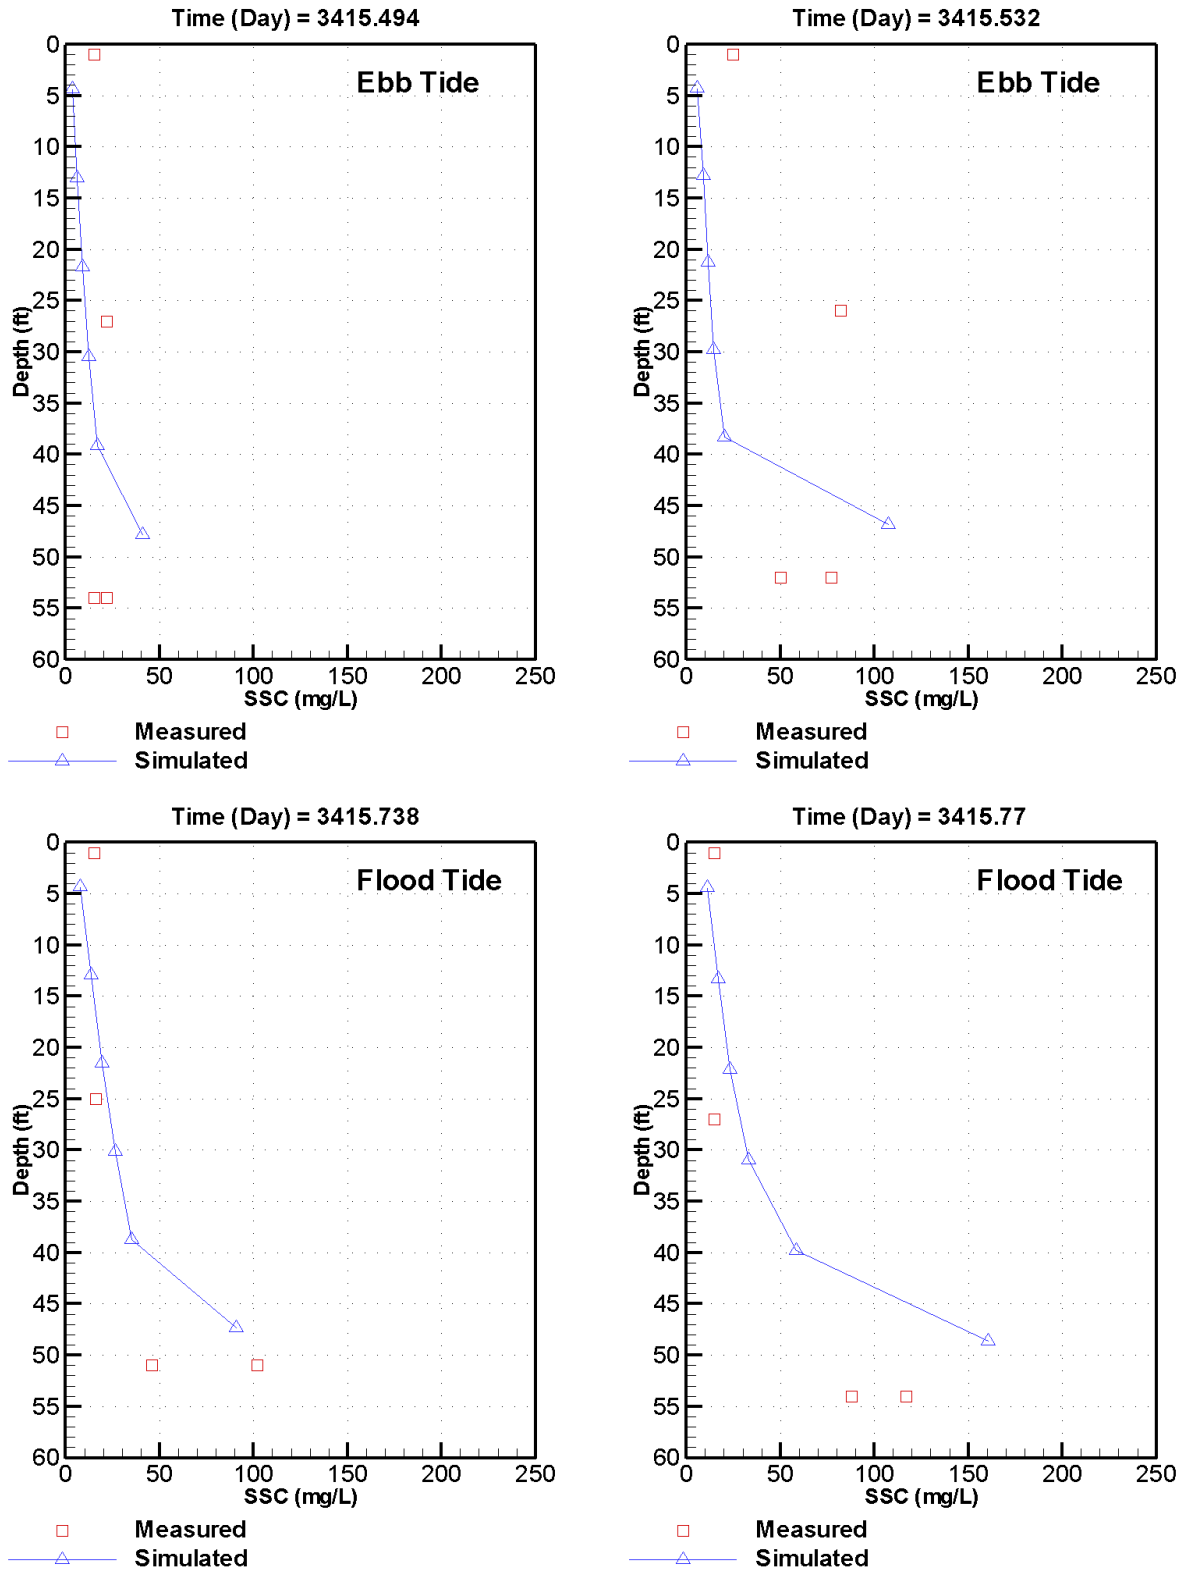 Time (Day) = 3415.494
Ebb Tide
0
5
10
15
20
25
30
35
40
45
50
55
60
Depth (ft)
0 50 100 150 200 250
SSC (mg/L)
Measured
Simulated
Time (Day) = 3415.532
Ebb Tide
0
5
10
15
20
25
30
35
40
45
50
55
60
Depth (ft)
0 50 100 150 200 250
SSC (mg/L)
Measured
Simulated
Time (Day) = 3415.738
Flood Tide
0
5
10
15
20
25
30
35
40
45
50
55
60
Depth (ft)
0 50 100 150 200 250
SSC (mg/L)
Measured
Simulated
Time (Day) = 3415.77
Flood Tide
0
5
10
15
20
25
30
35
40
45
50
55
60
Depth (ft)
0 50 100 150 200 250
SSC (mg/L)
Measured
Simulated